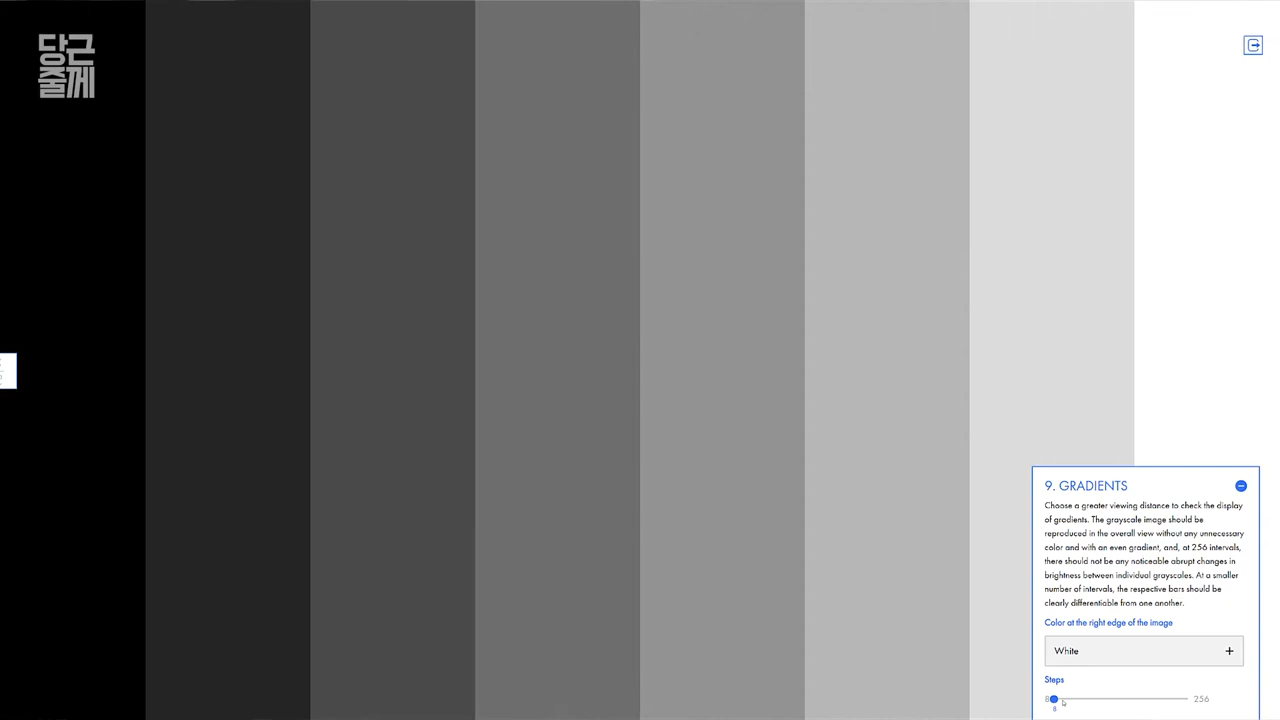 당근
줄께
9. GRADIENTS
Choose a greater viewing distance to check the display
of gradients. The grayscale image should be
reproduced in the overall view without any unnecessary
color and with an even gradient, and, at 256 intervals,
there should not be any noticeable abrupt changes in
brightness between individual grayscales. At a smaller
number of intervals, the respective bars should be
clearly differentiable from one another.
Color at the right edge of the image
White
Steps
8 256
8